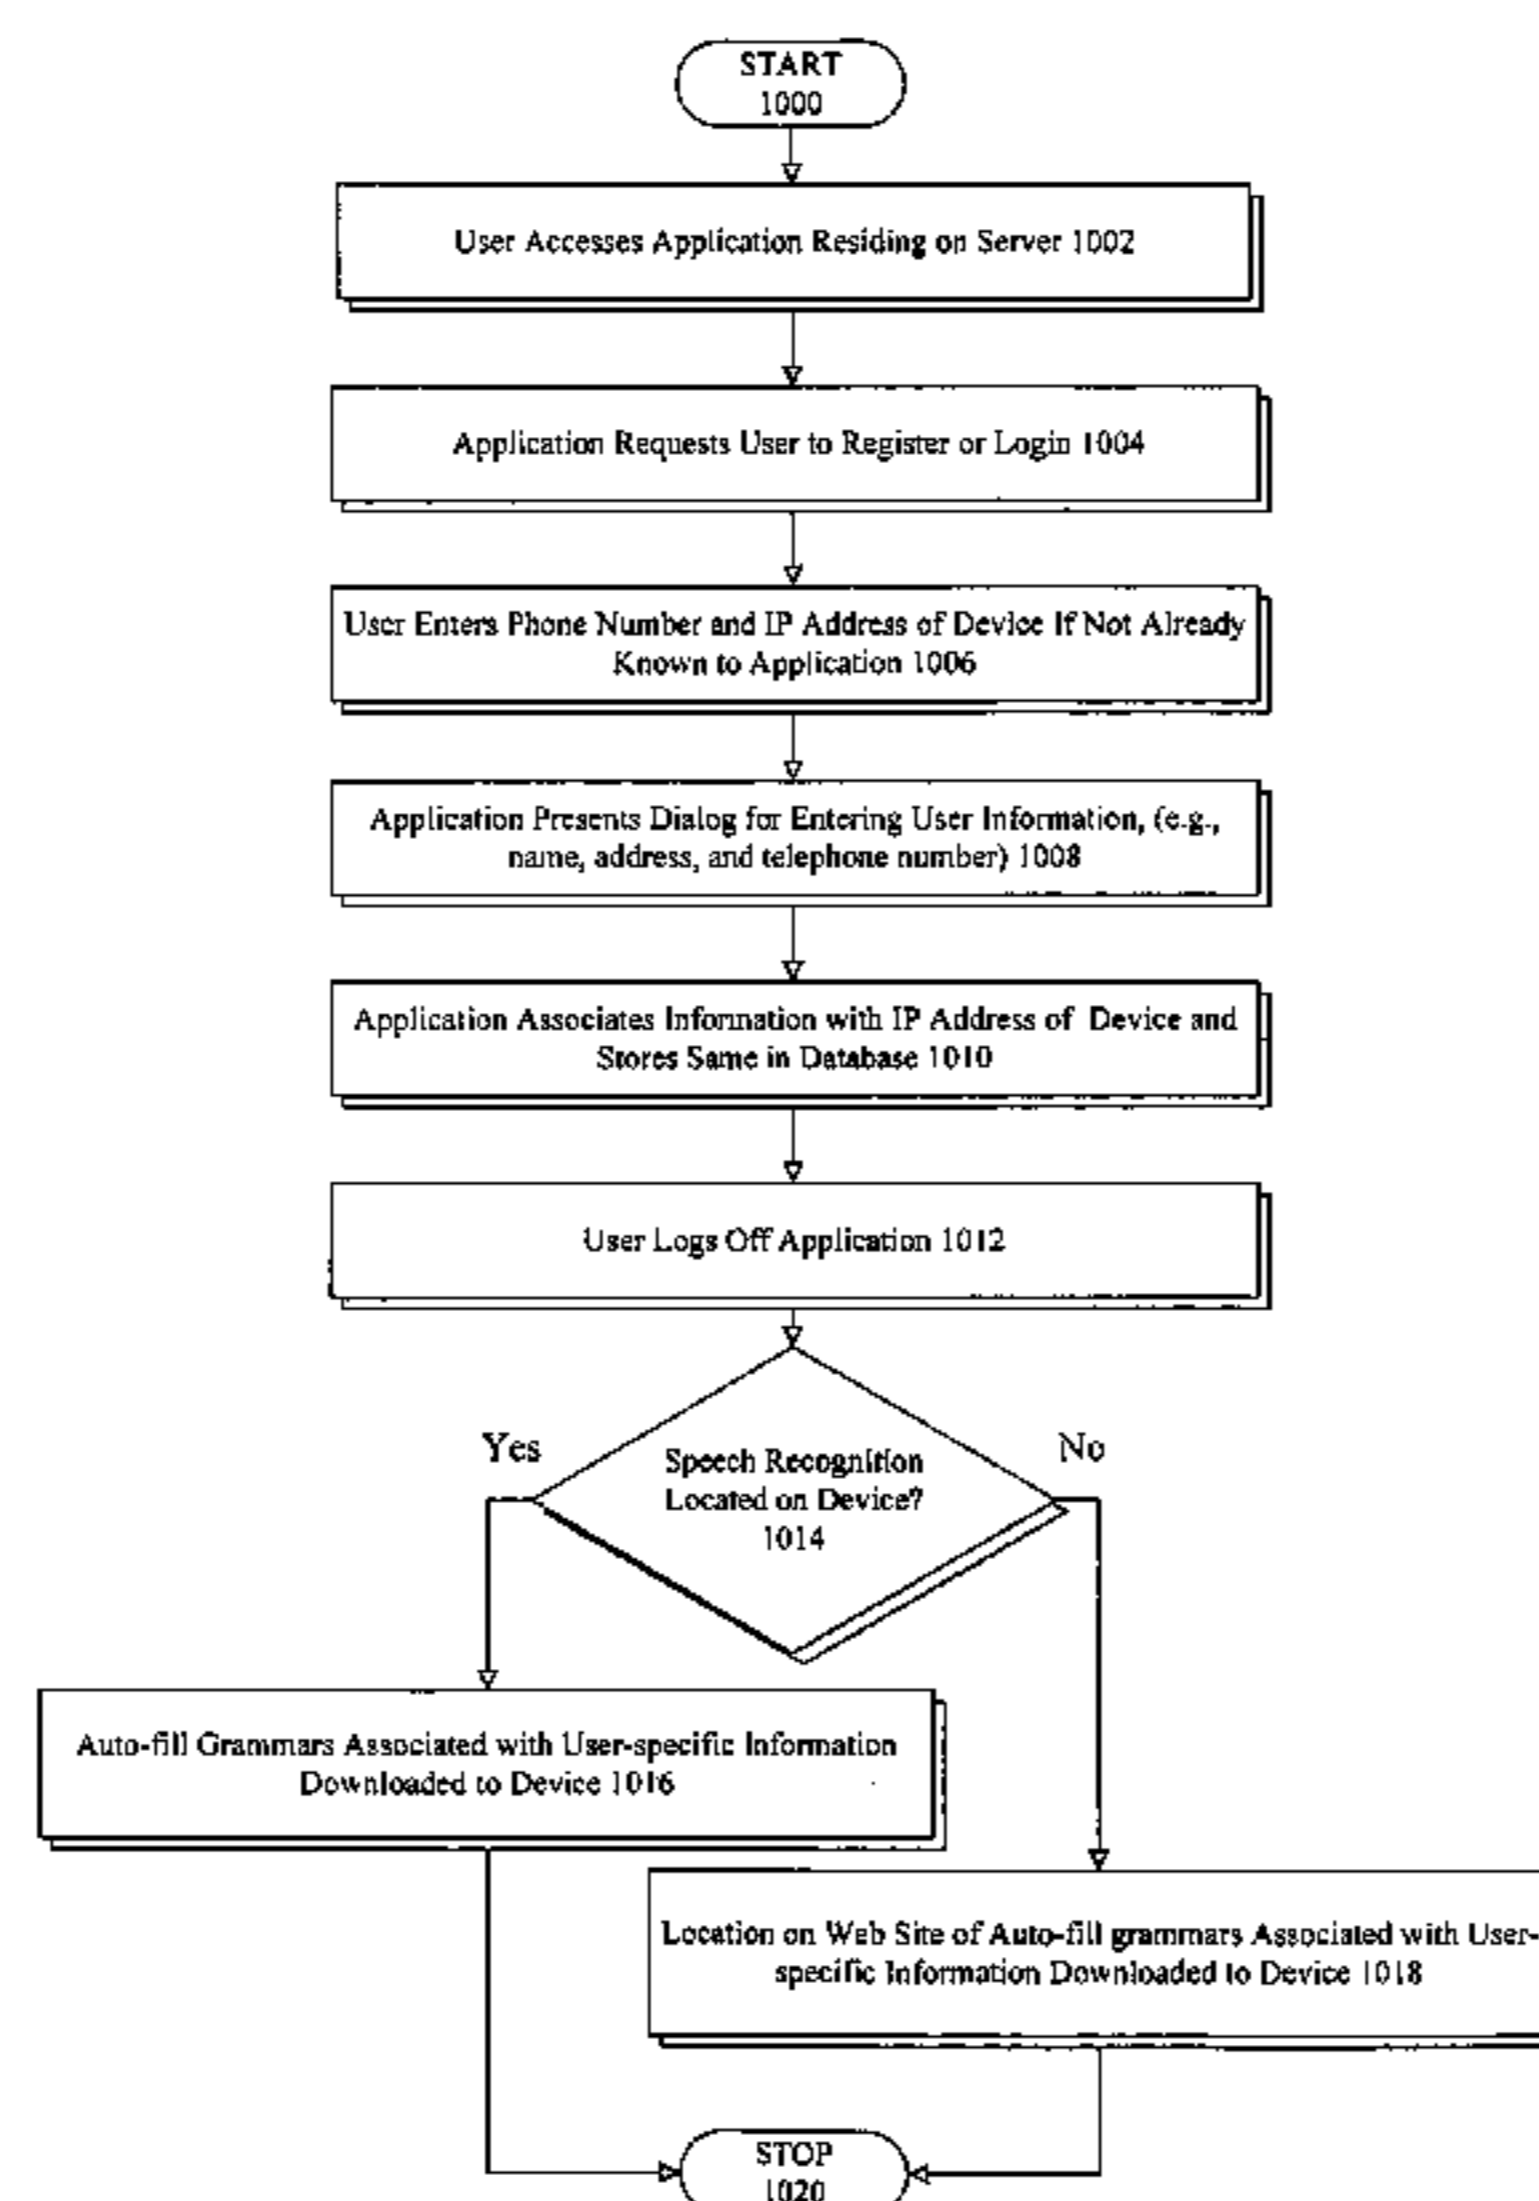 START
1000
User Accesses Application Residing on Server 1002
Application Requests User to Register or Login 1004
User Enters Phone Number and IP Address of Device If Not Already
Known to Application 1006
Application Presents Dialog for Entering User Information, (e.g.,
name, address, and telephone number) 1008
Application Associates Information with IP Address of Device and
Stores Same in Database 1010
User Logs Off Application 1012
Yes
No
Speech Recognition
Located on Device?
1014
Auto-fill Grammars Associated with User-specific Information
Downloaded to Device 1016
Location on Web Site of Auto-fill grammars Associated with User-
specific Information Downloaded to Device 1018
STOP
1020